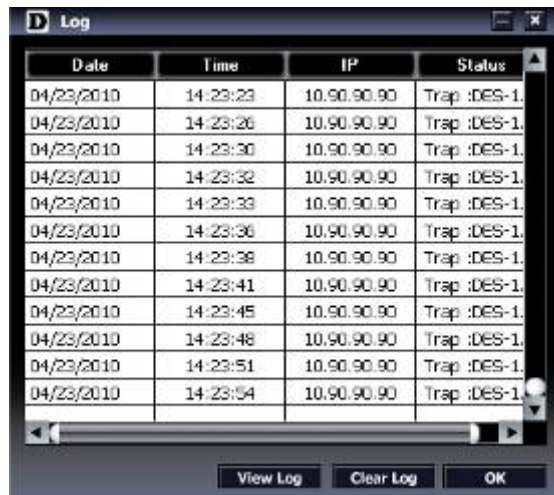 D Log
Date Time IP Status
04/23/2010 14:23:23 10.90.90.90 Trap :DES-1.
04/23/2010 14:23:26 10.90.90.90 Trap :DES-1.
04/23/2010 14:23:30 10.90.90.90 Trap :DES-1.
04/23/2010 14:23:32 10.90.90.90 Trap :DES-1.
04/23/2010 14:23:33 10.90.90.90 Trap :DES-1.
04/23/2010 14:23:36 10.90.90.90 Trap :DES-1.
04/23/2010 14:23:38 10.90.90.90 Trap :DES-1.
04/23/2010 14:23:41 10.90.90.90 Trap :DES-1.
04/23/2010 14:23:45 10.90.90.90 Trap :DES-1.
04/23/2010 14:23:48 10.90.90.90 Trap :DES-1.
04/23/2010 14:23:51 10.90.90.90 Trap :DES-1.
04/23/2010 14:23:54 10.90.90.90 Trap :DES-1.
View Log Clear Log OK